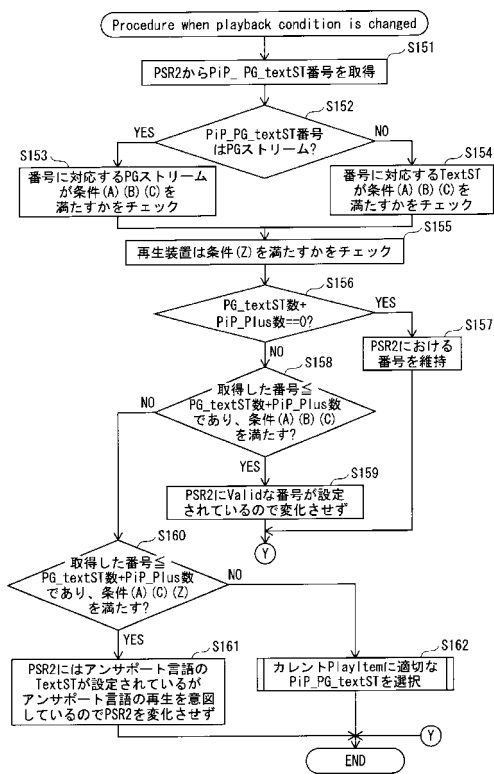 Procedure when playback condition is changed
S151
PSR2からPiP_ PG_textST番号を取得
S152
PiP_PG_textST番号
はPGストリーム?
YES
NO
S153
番号に対応するPGストリーム
が条件(A)(B)(C)を
満たすかをチェック
S154
番号に対応するTextST
が条件(A)(B)(C)を
満たすかをチェック
S155
再生装置は条件(Z)を満たすかをチェック
S156
PG_textST数+
PiP_Plus数==0?
YES
NO
S157
PSR2における
番号を維持
S158
取得した番号≦
PG_textST数+PiP_Plus数
であり、条件(A)(B)(C)
を満たす?
NO
YES
S159
PSR2にValidな番号が設定
されているので変化させず
Y
S160
取得した番号≦
PG_textST数+PiP_Plus数
であり、条件(A)(C)(Z)
を満たす?
NO
YES
S161
PSR2にはアンサポート言語の
TextSTが設定されているが
アンサポート言語の再生を意図
しているのでPSR2を変化させず
S162
カレントPlayItemに適切な
PiP_PG_textSTを選択
Y
END